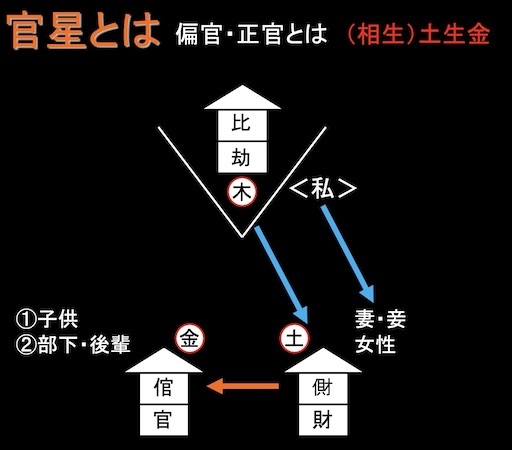 官星とは 偏官・正官とは （相生）土生金
比
劫
木
＜私＞
①子供
②部下・後輩
金
土
妻・妾
女性
倌
官
財